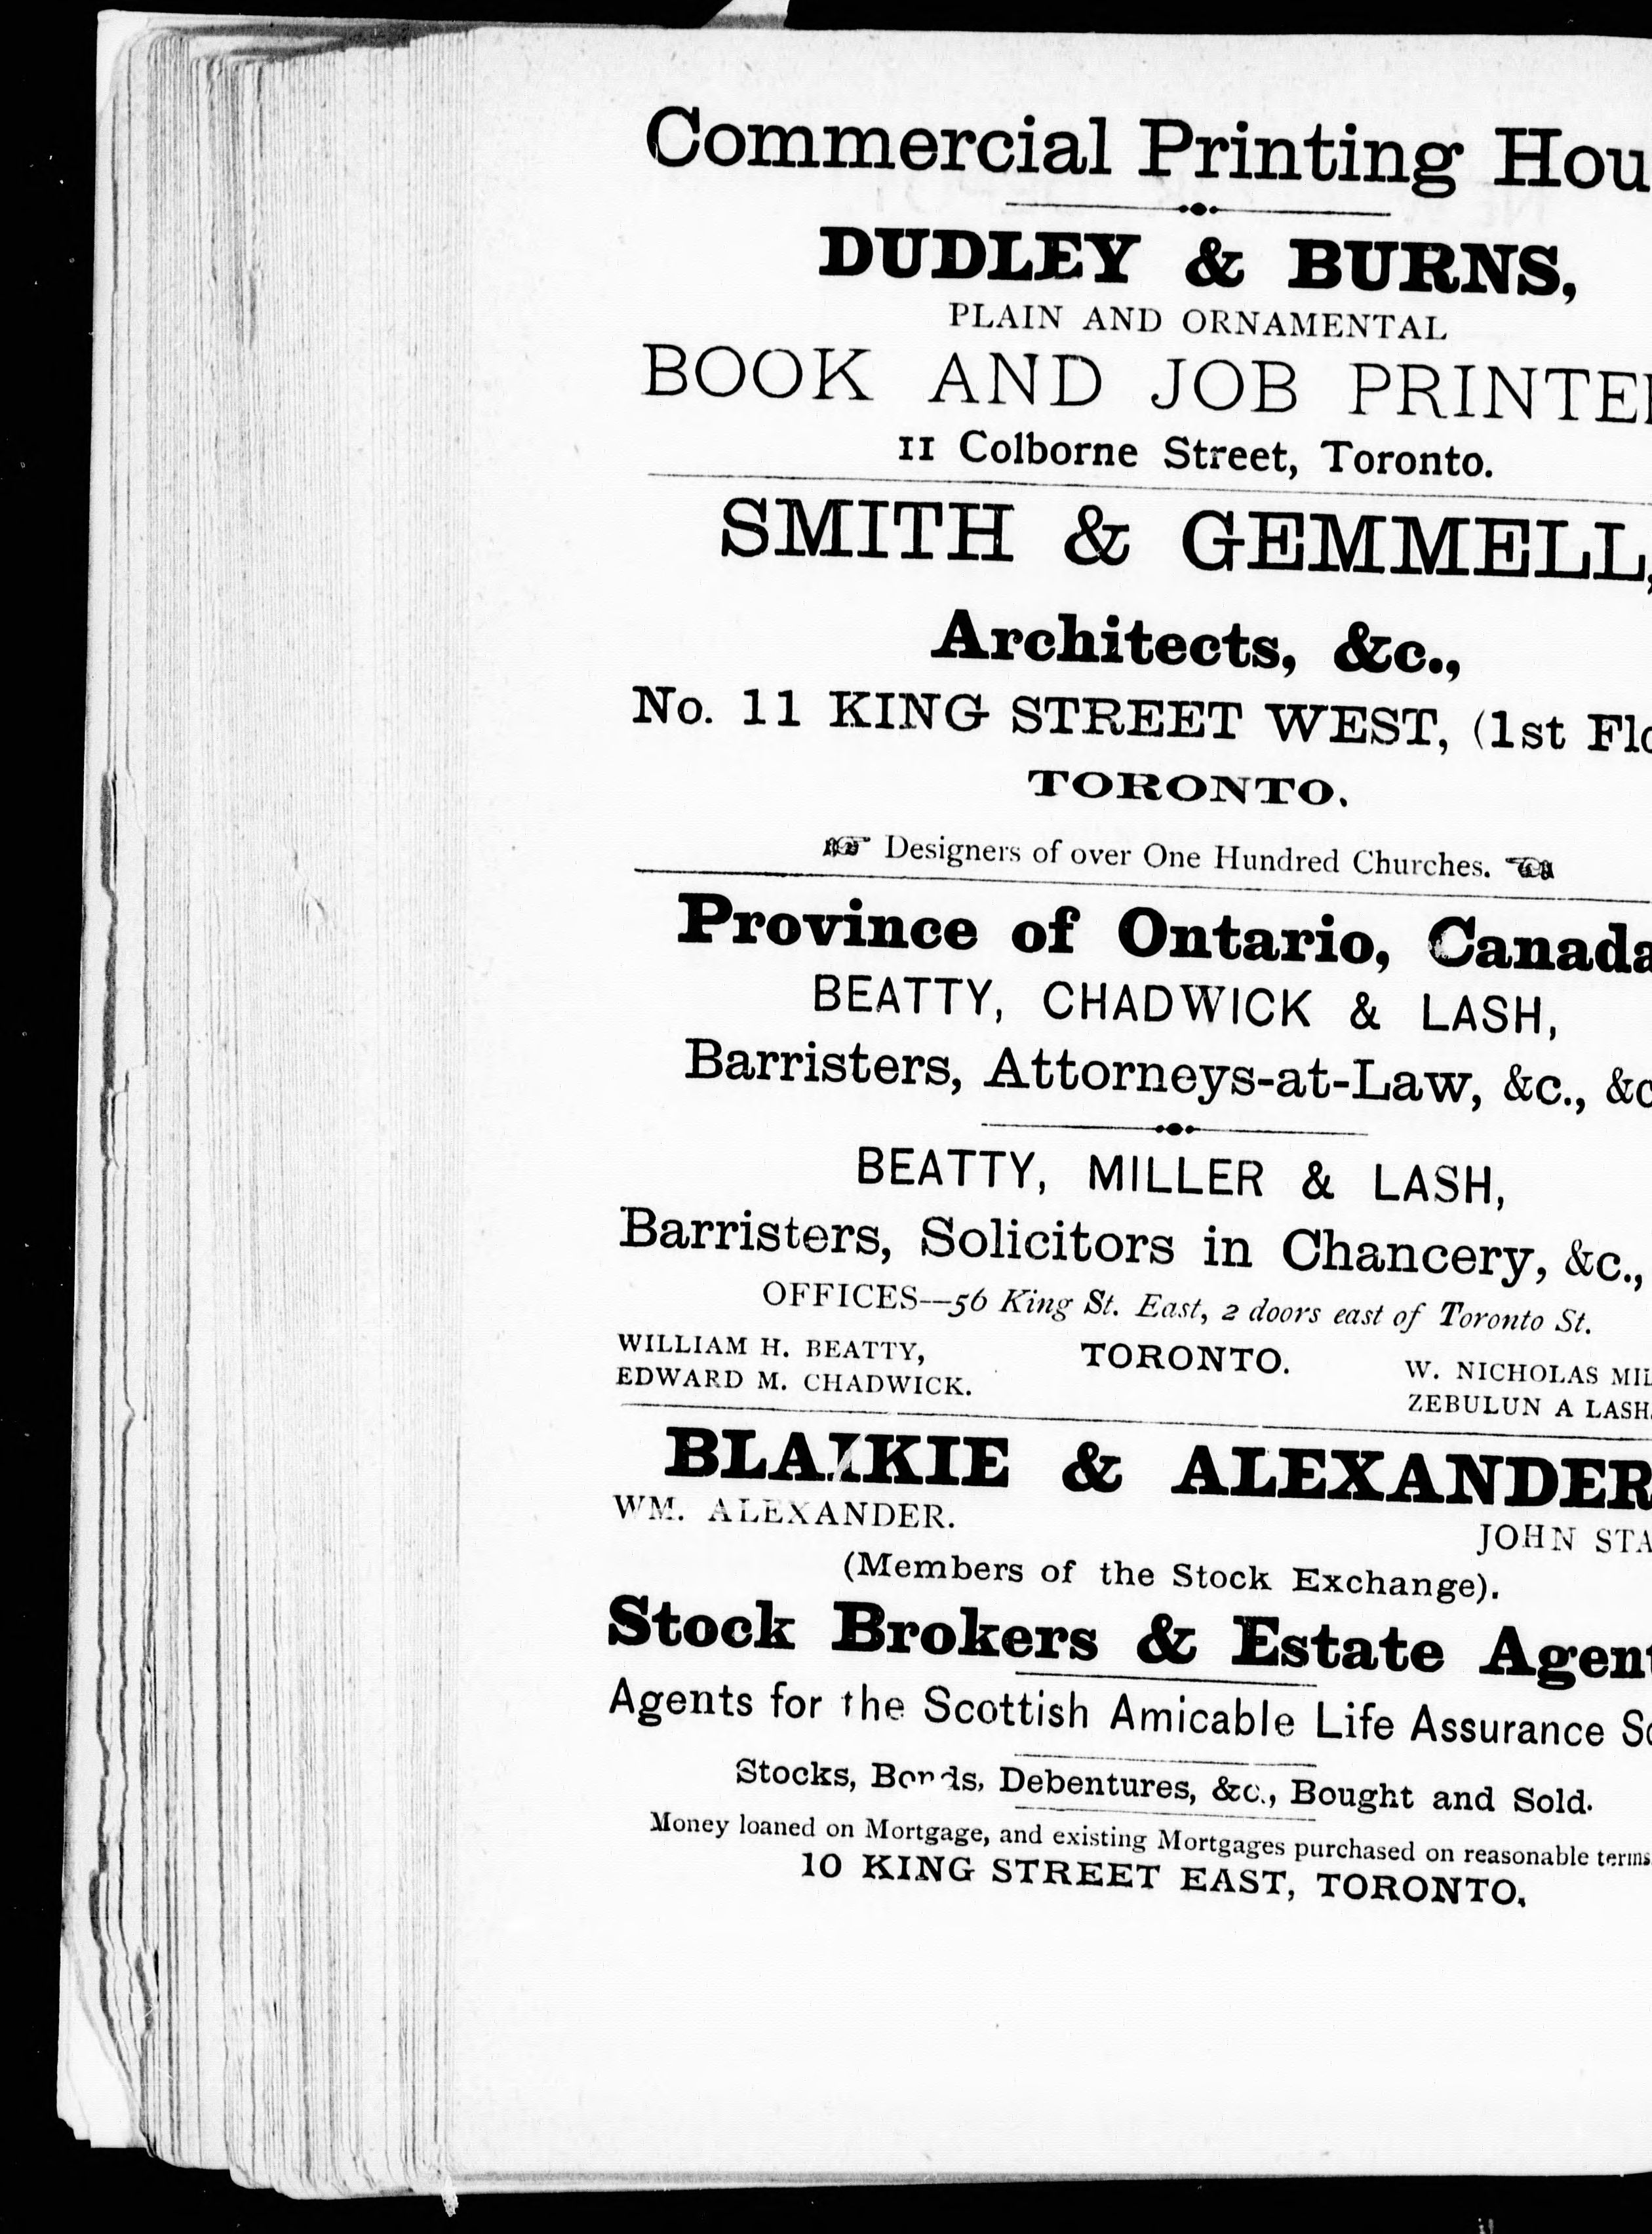 Commercial Printing Hou
DUDLEY & BURNS,
PLAIN AND ORNAMENTAL
BOOK AND JOB PRINTE
11 Colborne Street, Toronto.
SMITH & GEMMELL,
Architects, &c.,
No. 11 KING STREET WEST, (1st Flo
TORONTO.
☞ Designers of over One Hundred Churches. ☜
Province of Ontario, Canada
BEATTY, CHADWICK & LASH,
Barristers, Attorneys-at-Law, &c., &c
BEATTY, MILLER & LASH,
Barristers, Solicitors in Chancery, &c.,
OFFICES—56 King St. East, 2 doors east of Toronto St.
WILLIAM H. BEATTY, TORONTO. W. NICHOLAS MIL
EDWARD M. CHADWICK. ZEBULUN A LASH.
BLAIKIE & ALEXANDER
WM. ALEXANDER. JOHN STA
(Members of the Stock Exchange).
Stock Brokers & Estate Agent
Agents for the Scottish Amicable Life Assurance So
Stocks, Bonds, Debentures, &c., Bought and Sold.
Money loaned on Mortgage, and existing Mortgages purchased on reasonable terms
10 KING STREET EAST, TORONTO.